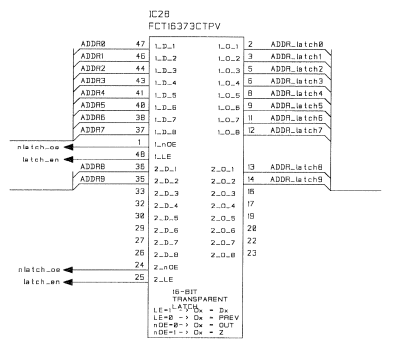 IC28
FCT16373CTPV
ADDR0 47 1_D_1 1_O_1 2 ADDR_latch0
ADDR1 46 1_D_2 1_O_2 3 ADDR_latch1
ADDR2 44 1_D_3 1_O_3 5 ADDR_latch2
ADDR3 43 1_D_4 1_O_4 6 ADDR_latch3
ADDR4 41 1_D_5 1_O_5 8 ADDR_latch4
ADDR5 40 1_D_6 1_O_6 9 ADDR_latch5
ADDR6 38 1_D_7 1_O_7 11 ADDR_latch6
ADDR7 37 1_D_8 1_O_8 12 ADDR_latch7
nlatch_oe 1 1_nOE
latch_en 48 1_LE
ADDR8 36 2_D_1 2_O_1 13 ADDR_latch8
ADDR9 35 2_D_2 2_O_2 14 ADDR_latch9
33 2_D_3 2_O_3 16
32 2_D_4 2_O_4 17
30 2_D_5 2_O_5 19
29 2_D_6 2_O_6 20
27 2_D_7 2_O_7 22
26 2_D_8 2_O_8 23
nlatch_oe 24 2_nOE
latch_en 25 2_LE
16-BIT
TRANSPARENT
LATCH
LE=1 -> Ox = Dx
LE=0 -> Ox = PREV
nOE=0-> Ox = OUT
nOE=1-> Ox = Z